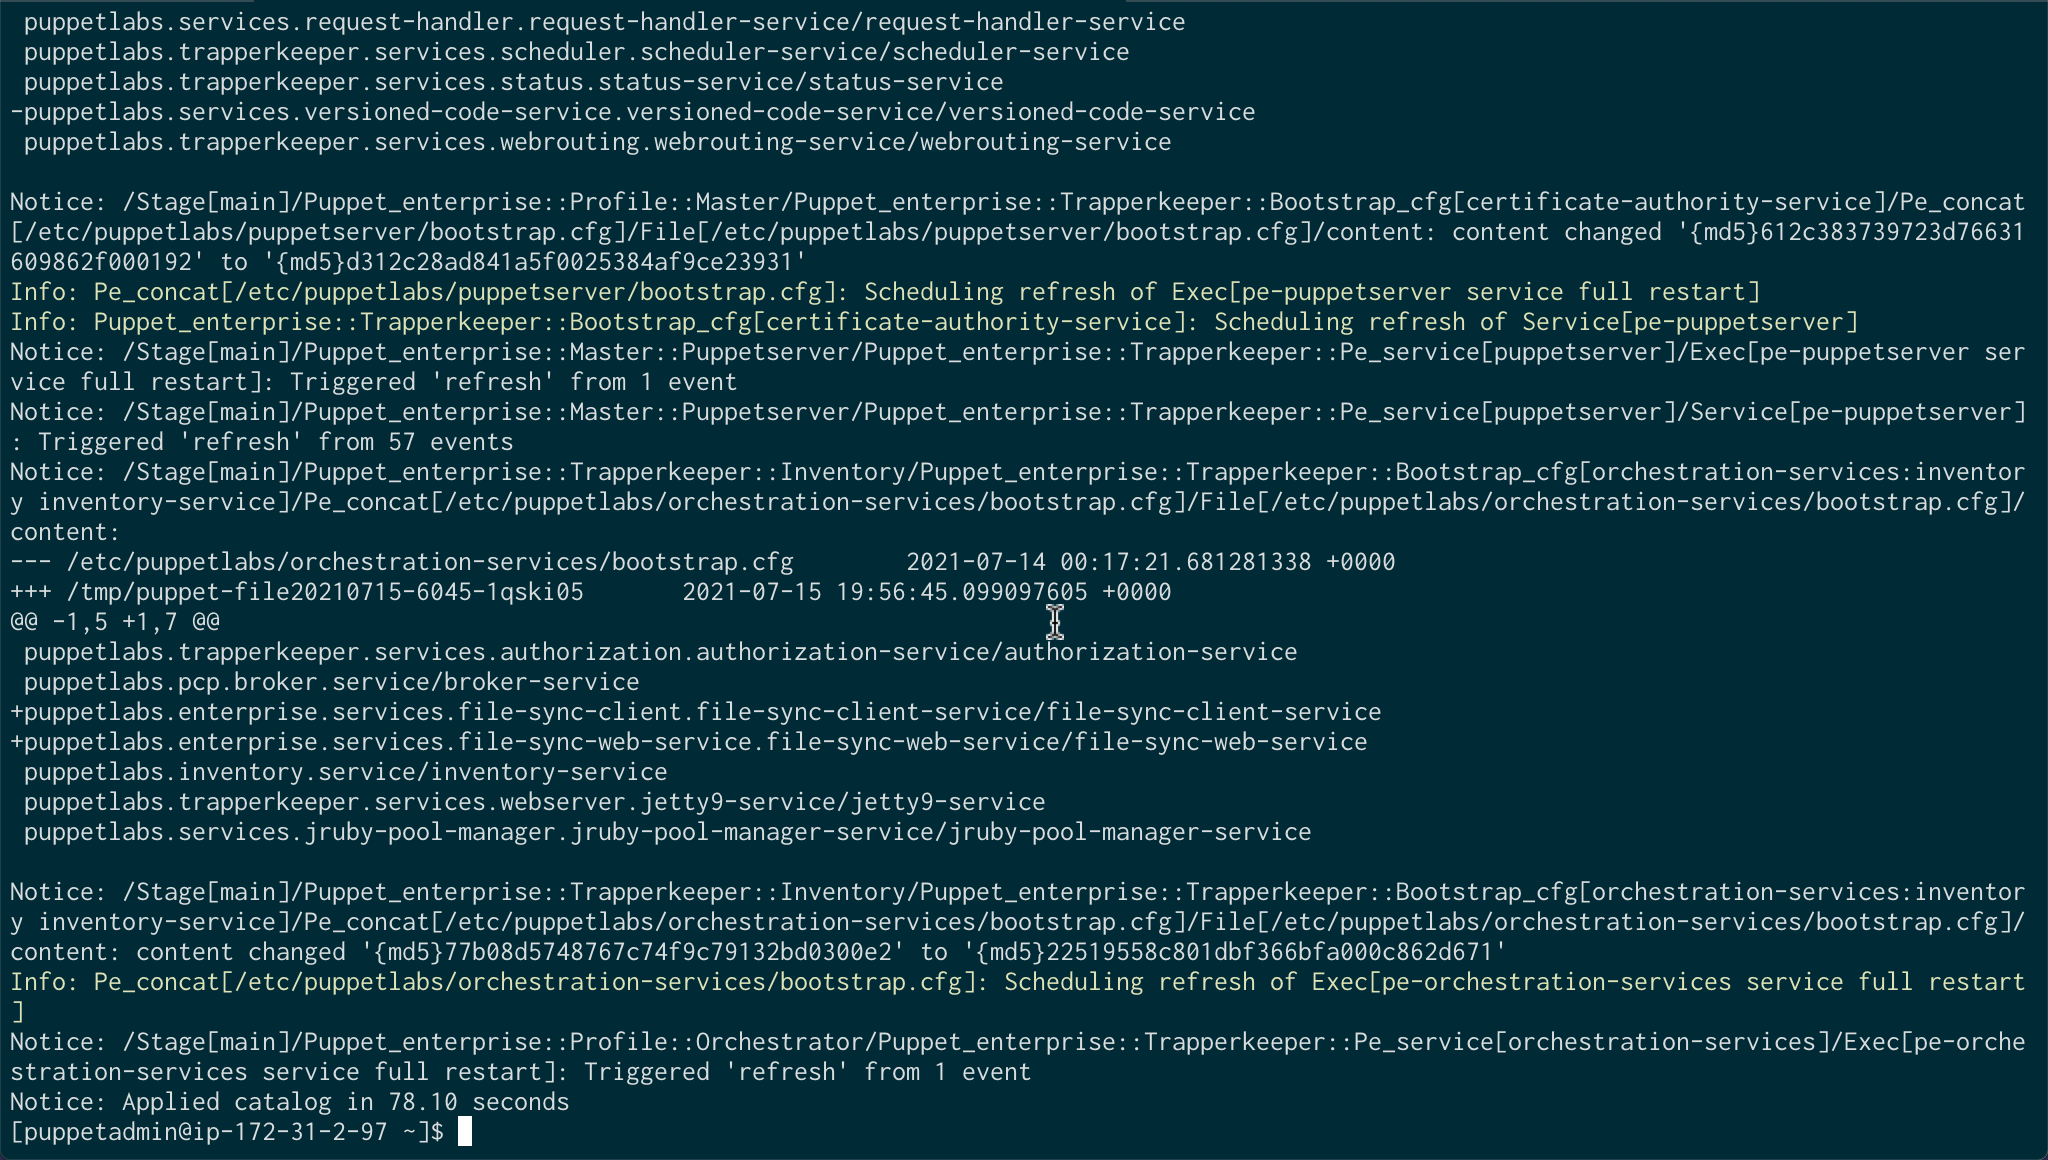 puppetlabs.services.request-handler.request-handler-service/request-handler-service
 puppetlabs.trapperkeeper.services.scheduler.scheduler-service/scheduler-service
 puppetlabs.trapperkeeper.services.status.status-service/status-service
-puppetlabs.services.versioned-code-service.versioned-code-service/versioned-code-service
 puppetlabs.trapperkeeper.services.webrouting.webrouting-service/webrouting-service

Notice: /Stage[main]/Puppet_enterprise::Profile::Master/Puppet_enterprise::Trapperkeeper::Bootstrap_cfg[certificate-authority-service]/Pe_concat
[/etc/puppetlabs/puppetserver/bootstrap.cfg]/File[/etc/puppetlabs/puppetserver/bootstrap.cfg]/content: content changed '{md5}612c383739723d76631
609862f000192' to '{md5}d312c28ad841a5f0025384af9ce23931'
Info: Pe_concat[/etc/puppetlabs/puppetserver/bootstrap.cfg]: Scheduling refresh of Exec[pe-puppetserver service full restart]
Info: Puppet_enterprise::Trapperkeeper::Bootstrap_cfg[certificate-authority-service]: Scheduling refresh of Service[pe-puppetserver]
Notice: /Stage[main]/Puppet_enterprise::Master::Puppetserver/Puppet_enterprise::Trapperkeeper::Pe_service[puppetserver]/Exec[pe-puppetserver ser
vice full restart]: Triggered 'refresh' from 1 event
Notice: /Stage[main]/Puppet_enterprise::Master::Puppetserver/Puppet_enterprise::Trapperkeeper::Pe_service[puppetserver]/Service[pe-puppetserver]
: Triggered 'refresh' from 57 events
Notice: /Stage[main]/Puppet_enterprise::Trapperkeeper::Inventory/Puppet_enterprise::Trapperkeeper::Bootstrap_cfg[orchestration-services:inventor
y inventory-service]/Pe_concat[/etc/puppetlabs/orchestration-services/bootstrap.cfg]/File[/etc/puppetlabs/orchestration-services/bootstrap.cfg]/
content:
--- /etc/puppetlabs/orchestration-services/bootstrap.cfg        2021-07-14 00:17:21.681281338 +0000
+++ /tmp/puppet-file20210715-6045-1qski05       2021-07-15 19:56:45.099097605 +0000
@@ -1,5 +1,7 @@
 puppetlabs.trapperkeeper.services.authorization.authorization-service/authorization-service
 puppetlabs.pcp.broker.service/broker-service
+puppetlabs.enterprise.services.file-sync-client.file-sync-client-service/file-sync-client-service
+puppetlabs.enterprise.services.file-sync-web-service.file-sync-web-service/file-sync-web-service
 puppetlabs.inventory.service/inventory-service
 puppetlabs.trapperkeeper.services.webserver.jetty9-service/jetty9-service
 puppetlabs.services.jruby-pool-manager.jruby-pool-manager-service/jruby-pool-manager-service

Notice: /Stage[main]/Puppet_enterprise::Trapperkeeper::Inventory/Puppet_enterprise::Trapperkeeper::Bootstrap_cfg[orchestration-services:inventor
y inventory-service]/Pe_concat[/etc/puppetlabs/orchestration-services/bootstrap.cfg]/File[/etc/puppetlabs/orchestration-services/bootstrap.cfg]/
content: content changed '{md5}77b08d5748767c74f9c79132bd0300e2' to '{md5}22519558c801dbf366bfa000c862d671'
Info: Pe_concat[/etc/puppetlabs/orchestration-services/bootstrap.cfg]: Scheduling refresh of Exec[pe-orchestration-services service full restart
]
Notice: /Stage[main]/Puppet_enterprise::Profile::Orchestrator/Puppet_enterprise::Trapperkeeper::Pe_service[orchestration-services]/Exec[pe-orche
stration-services service full restart]: Triggered 'refresh' from 1 event
Notice: Applied catalog in 78.10 seconds
[puppetadmin@ip-172-31-2-97 ~]$